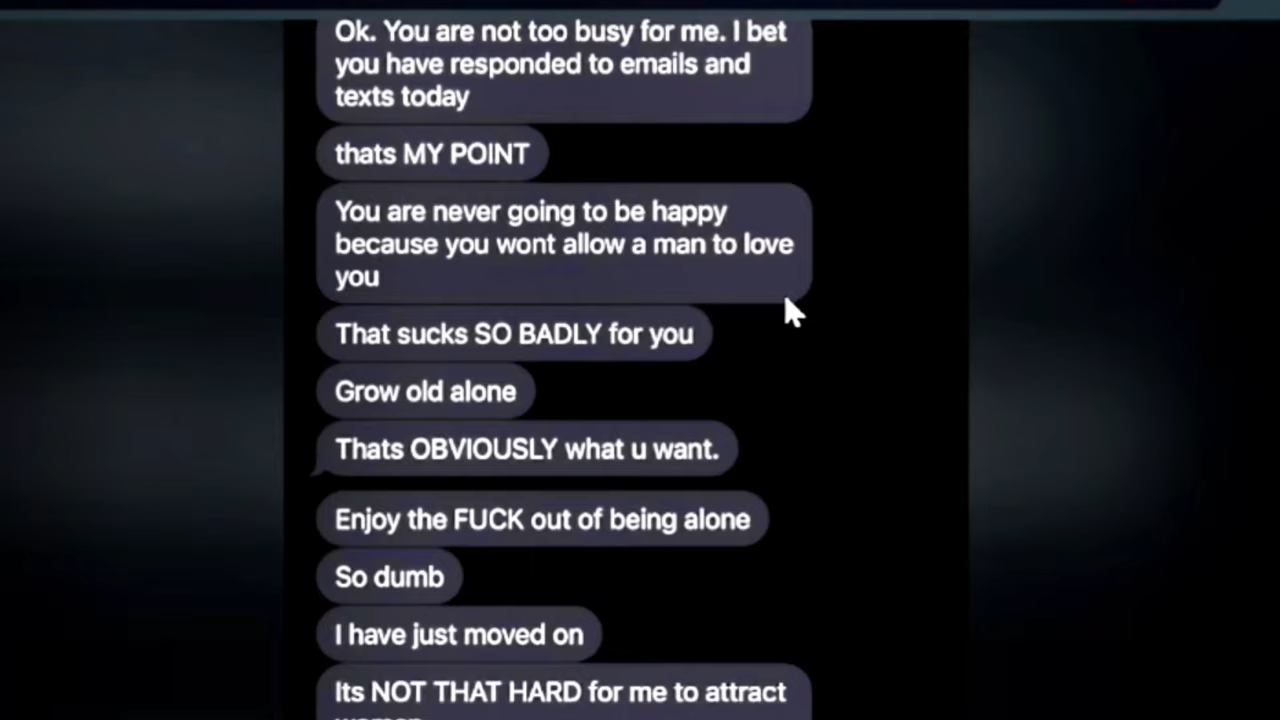 Ok. You are not too busy for me. I bet
you have responded to emails and
texts today
thats MY POINT
You are never going to be happy
because you wont allow a man to love
you
That sucks SO BADLY for you
Grow old alone
Thats OBVIOUSLY what u want.
Enjoy the FUCK out of being alone
So dumb
I have just moved on
Its NOT THAT HARD for me to attract